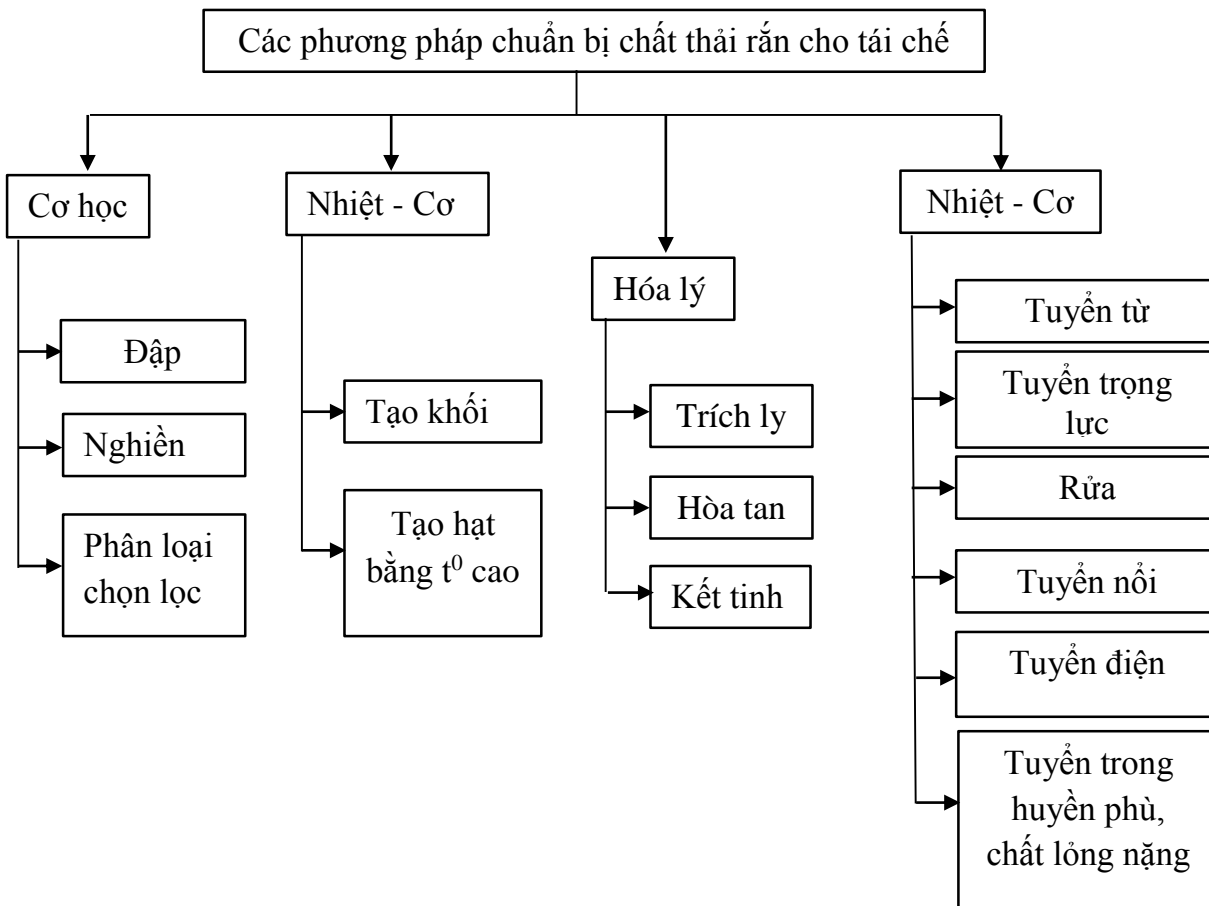 Các phương pháp chuẩn bị chất thải rắn cho tái chế
Cơ học
Đập
Nghiền
Phân loại
chọn lọc
Nhiệt - Cơ
Tạo khối
Tạo hạt
bằng t⁰ cao
Hóa lý
Trích ly
Hòa tan
Kết tinh
Nhiệt - Cơ
Tuyển từ
Tuyển trọng
lực
Rửa
Tuyển nổi
Tuyển điện
Tuyển trong
huyền phù,
chất lỏng nặng